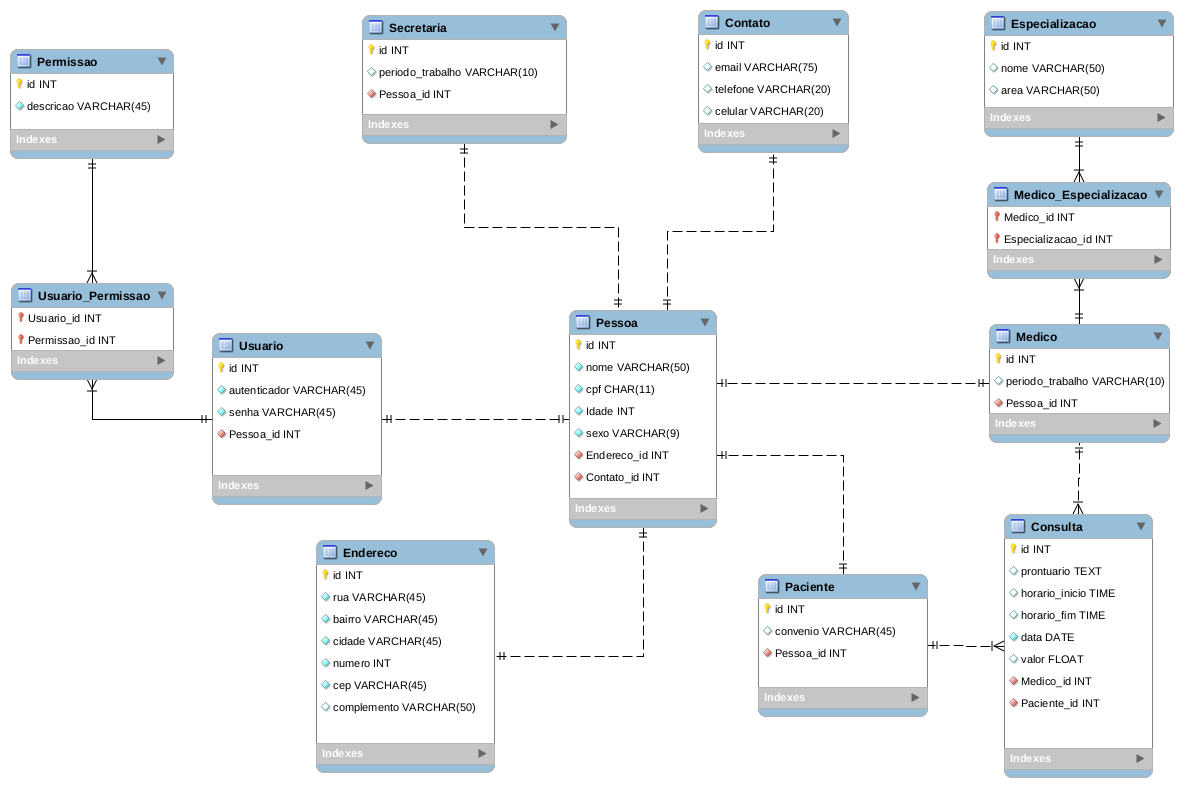 Permissao
id INT
descricao VARCHAR(45)
Indexes
Secretaria
id INT
periodo_trabalho VARCHAR(10)
Pessoa_id INT
Indexes
Contato
id INT
email VARCHAR(75)
telefone VARCHAR(20)
celular VARCHAR(20)
Indexes
Especializacao
id INT
nome VARCHAR(50)
area VARCHAR(50)
Indexes
Medico_Especializacao
Medico_id INT
Especializacao_id INT
Indexes
Usuario_Permissao
Usuario_id INT
Permissao_id INT
Indexes
Usuario
id INT
autenticador VARCHAR(45)
senha VARCHAR(45)
Pessoa_id INT
Indexes
Pessoa
id INT
nome VARCHAR(50)
cpf CHAR(11)
Idade INT
sexo VARCHAR(9)
Endereco_id INT
Contato_id INT
Indexes
Medico
id INT
periodo_trabalho VARCHAR(10)
Pessoa_id INT
Indexes
Endereco
id INT
rua VARCHAR(45)
bairro VARCHAR(45)
cidade VARCHAR(45)
numero INT
cep VARCHAR(45)
complemento VARCHAR(50)
Indexes
Paciente
id INT
convenio VARCHAR(45)
Pessoa_id INT
Indexes
Consulta
id INT
prontuario TEXT
horario_inicio TIME
horario_fim TIME
data DATE
valor FLOAT
Medico_id INT
Paciente_id INT
Indexes